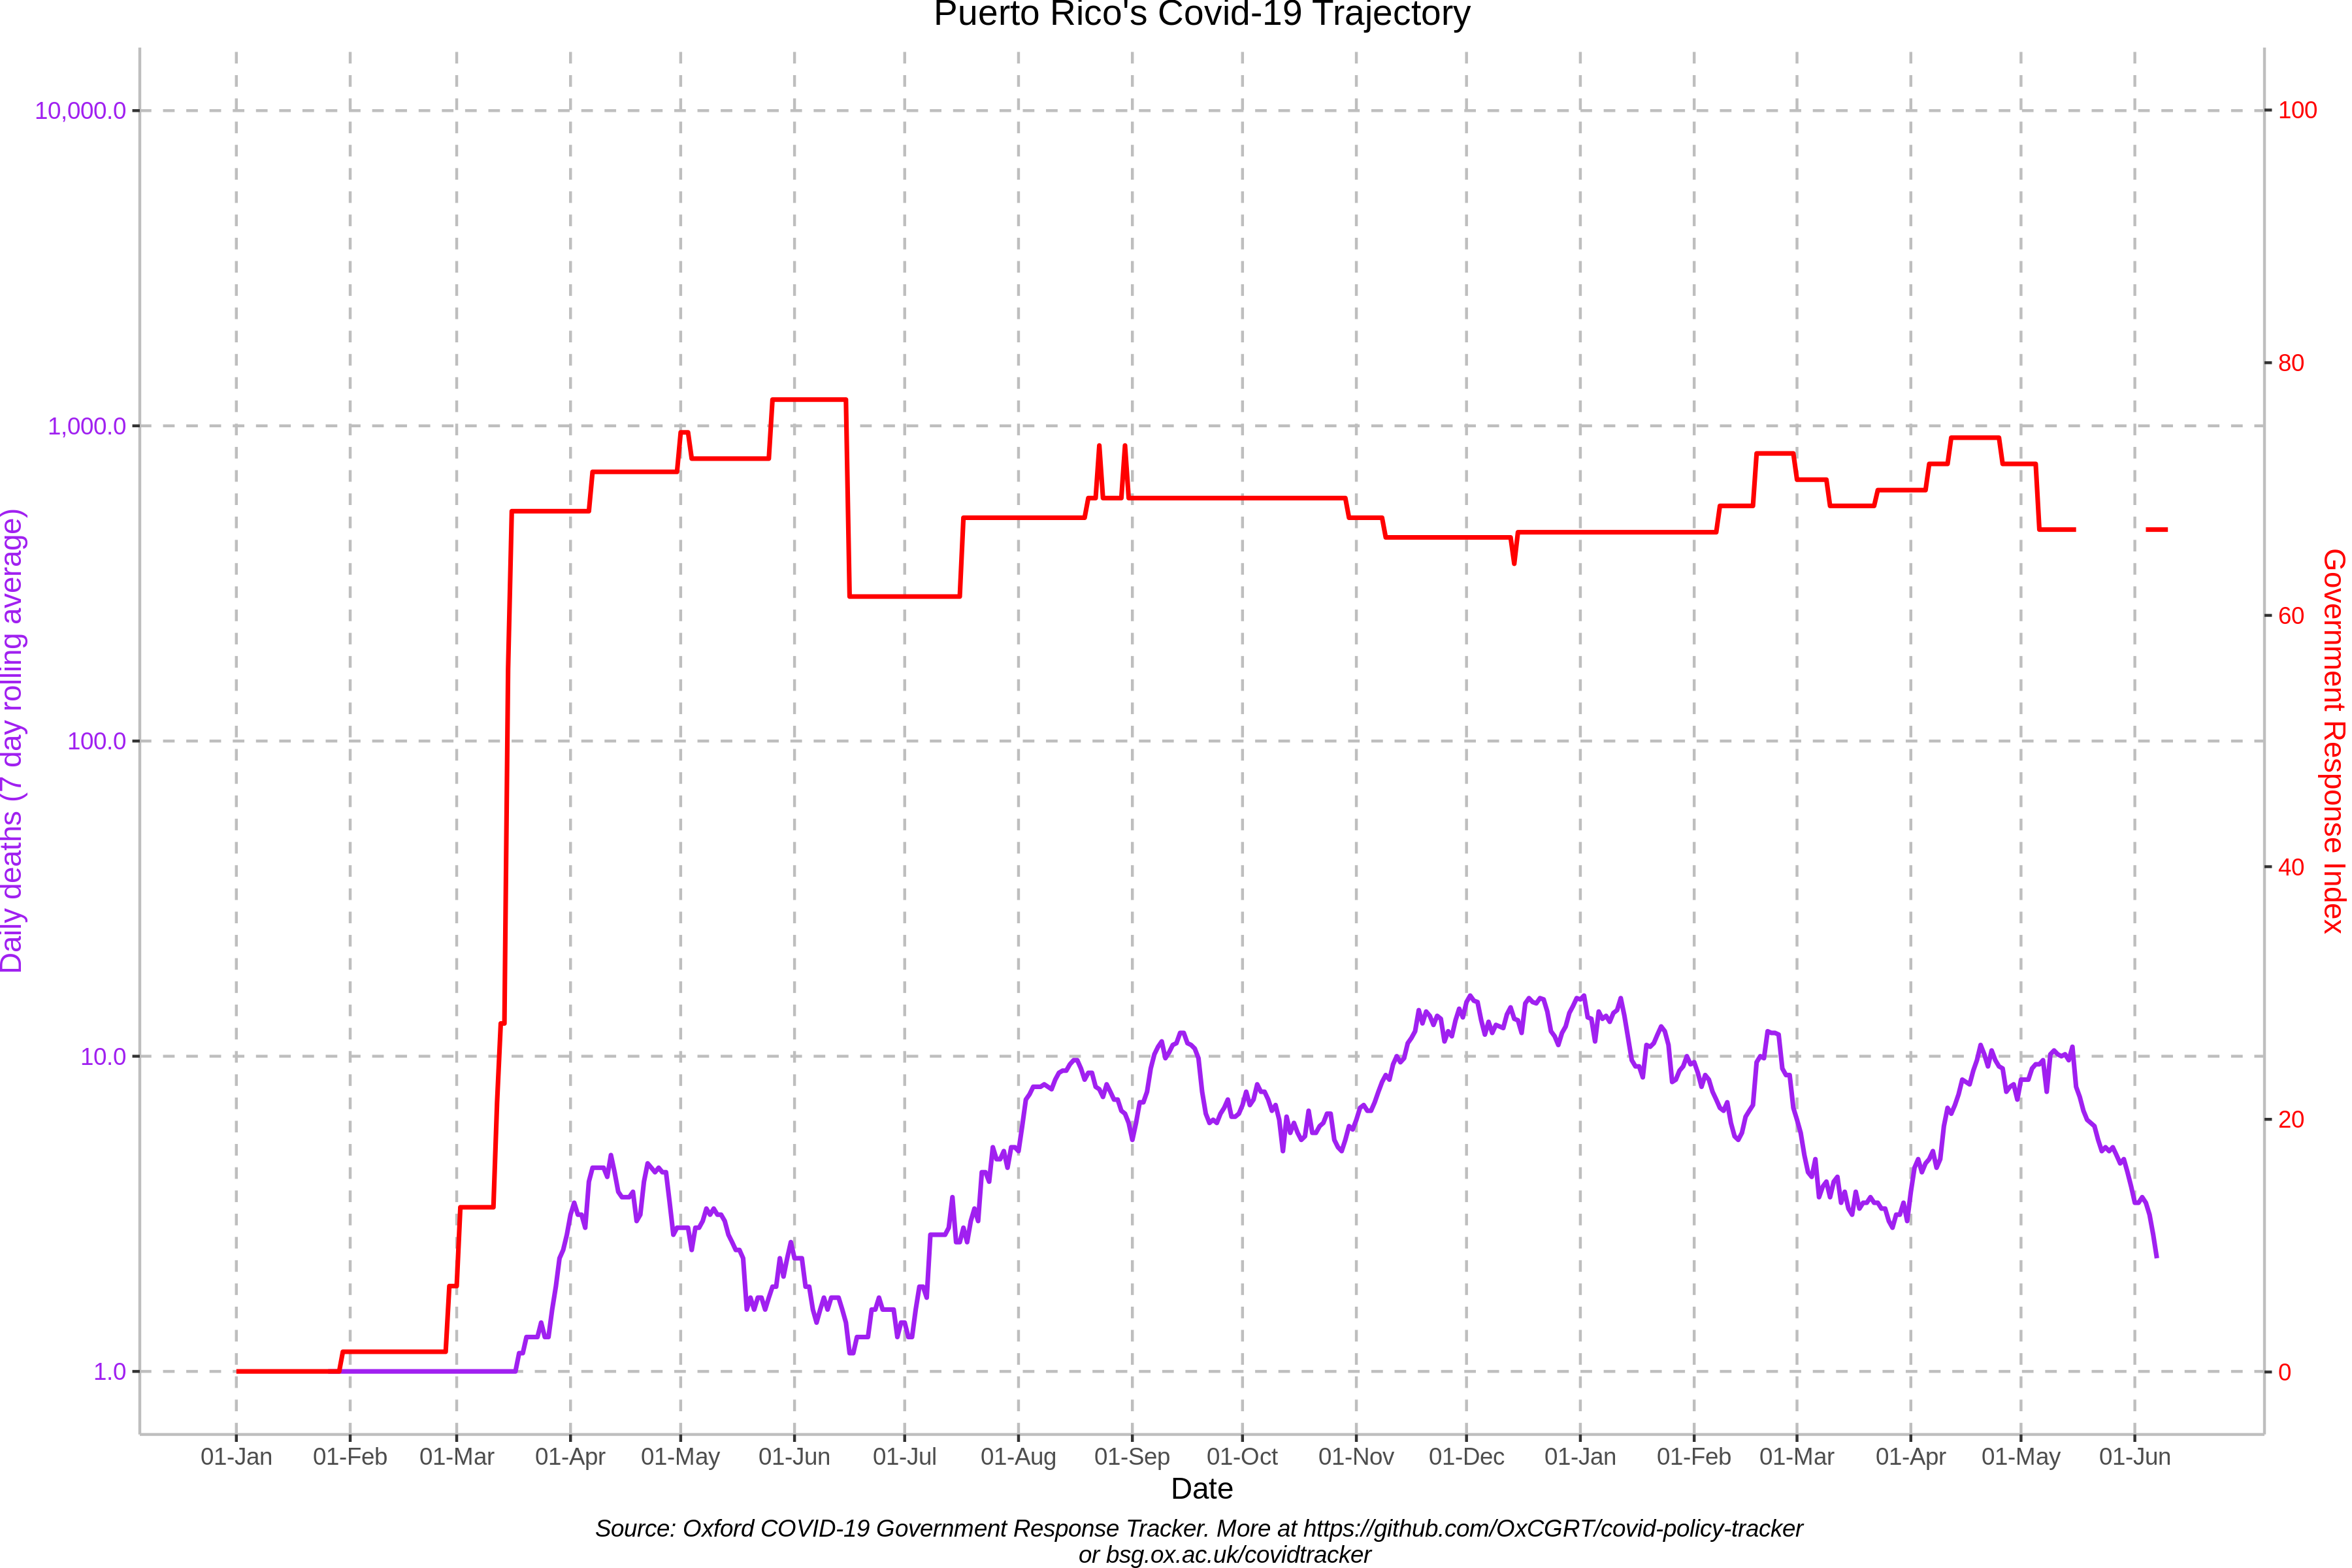 Puerto Rico's Covid-19 Trajectory
10,000.0
1,000.0
100.0
10.0
1.0
Daily deaths (7 day rolling average)
100
80
60
40
20
0
Government Response Index
01-Jan 01-Feb 01-Mar 01-Apr 01-May 01-Jun 01-Jul 01-Aug 01-Sep 01-Oct 01-Nov 01-Dec 01-Jan 01-Feb 01-Mar 01-Apr 01-May 01-Jun
Date
Source: Oxford COVID-19 Government Response Tracker. More at https://github.com/OxCGRT/covid-policy-tracker
or bsg.ox.ac.uk/covidtracker